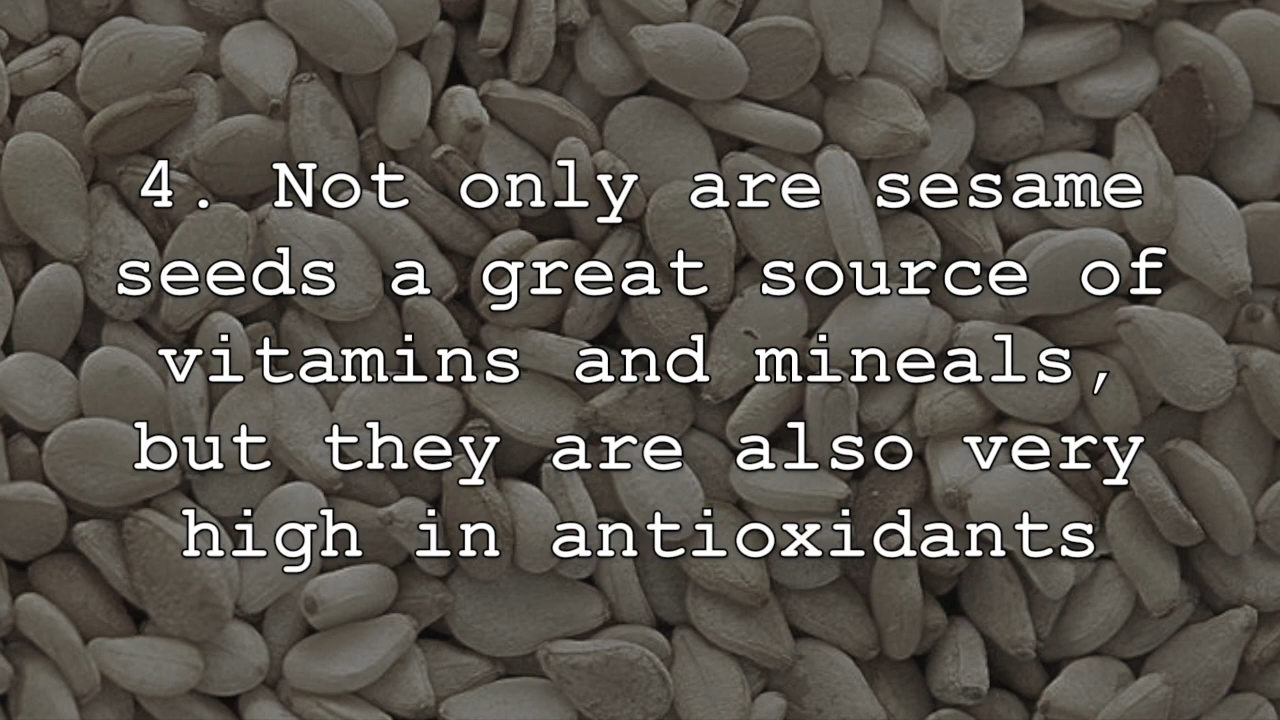 4. Not only are sesame
seeds a great source of
vitamins and mineals,
but they are also very
high in antioxidants